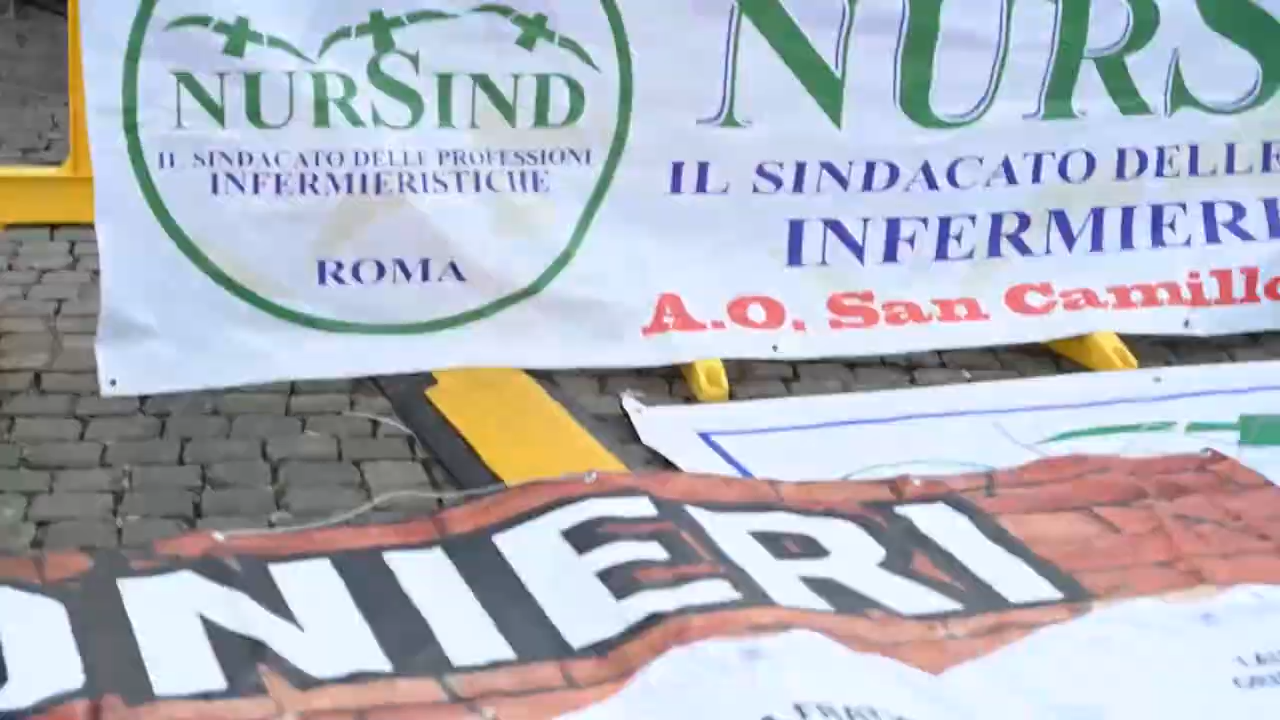 NURSIND
IL SINDACATO DELLE PROFESSIONI
INFERMIERISTICHE
ROMA
NURS
IL SINDACATO DELLE
INFERMIERI
A.O. San Camillo
ONIERI